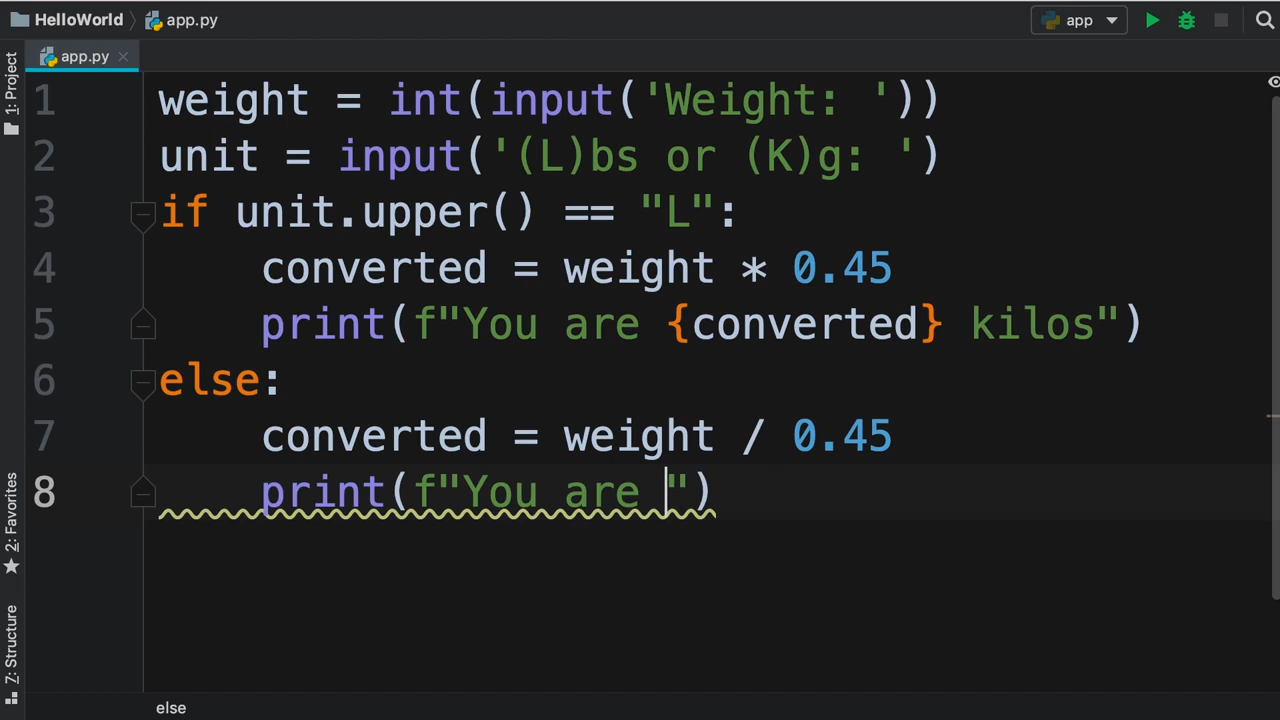 HelloWorld app.py app
app.py
1: Project
1 weight = int(input('Weight: '))
2 unit = input('(L)bs or (K)g: ')
3 if unit.upper() == "L":
4     converted = weight * 0.45
5     print(f"You are {converted} kilos")
6 else:
7     converted = weight / 0.45
8     print(f"You are ")
2: Favorites
7: Structure
else